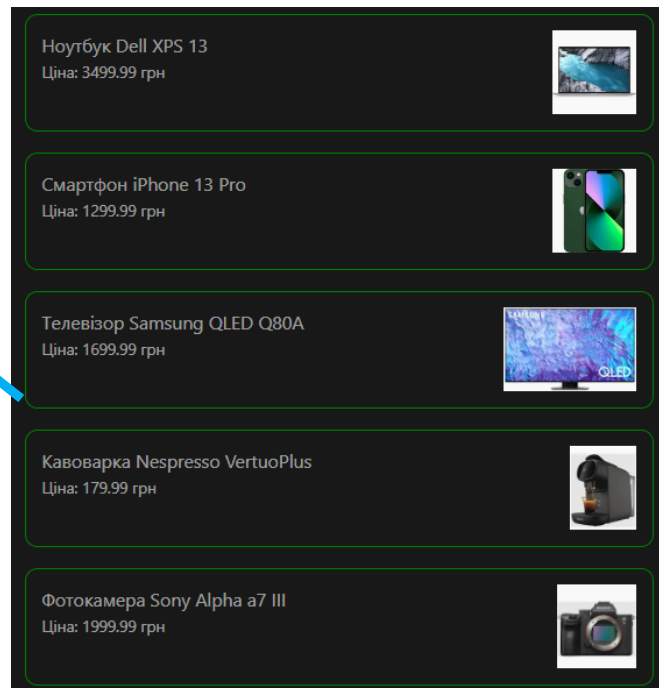 Ноутбук Dell XPS 13
Ціна: 3499.99 грн
Смартфон iPhone 13 Pro
Ціна: 1299.99 грн
Телевізор Samsung QLED Q80A
Ціна: 1699.99 грн
SAMSUNG
QLED
Кавоварка Nespresso VertuoPlus
Ціна: 179.99 грн
Фотокамера Sony Alpha a7 III
Ціна: 1999.99 грн